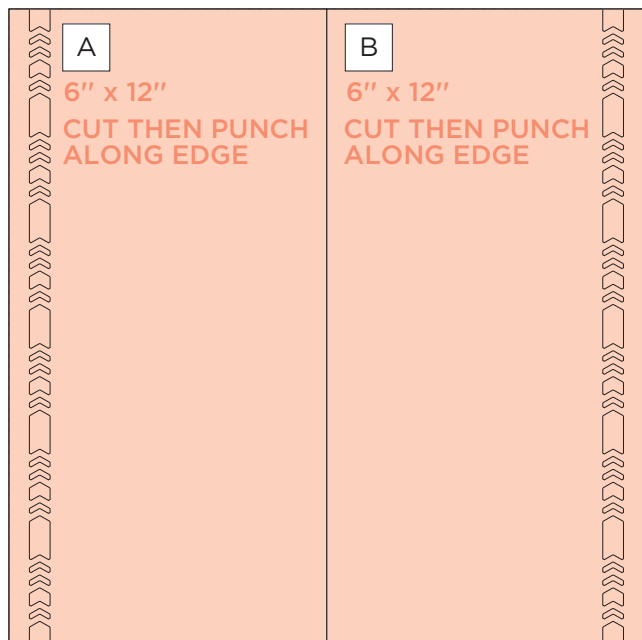 A
6" x 12"
CUT THEN PUNCH
ALONG EDGE
B
6" x 12"
CUT THEN PUNCH
ALONG EDGE